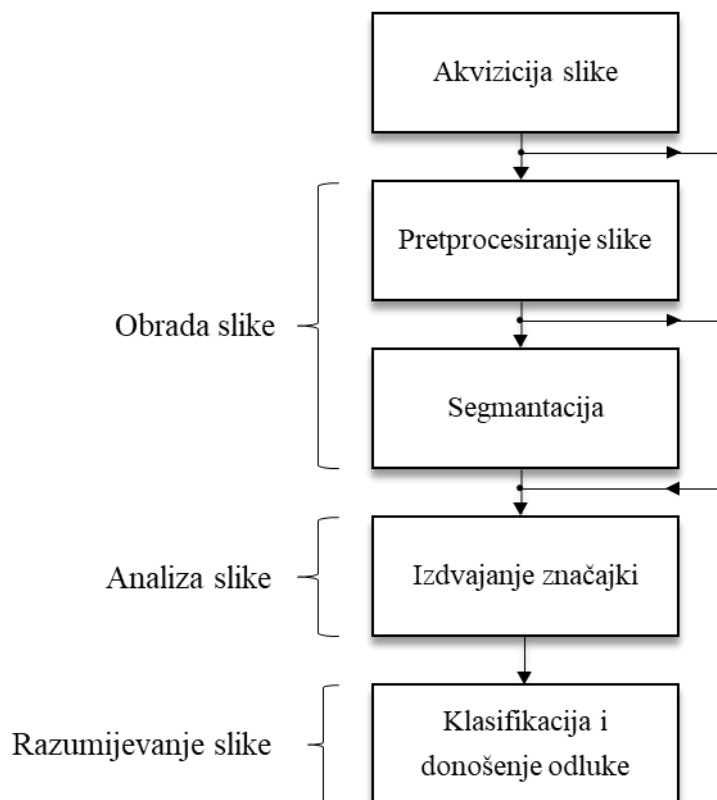 Akvizicija slike
Pretprocesiranje slike
Obrada slike
Segmantacija
Analiza slike
Izdvajanje značajki
Razumijevanje slike
Klasifikacija i
donošenje odluke